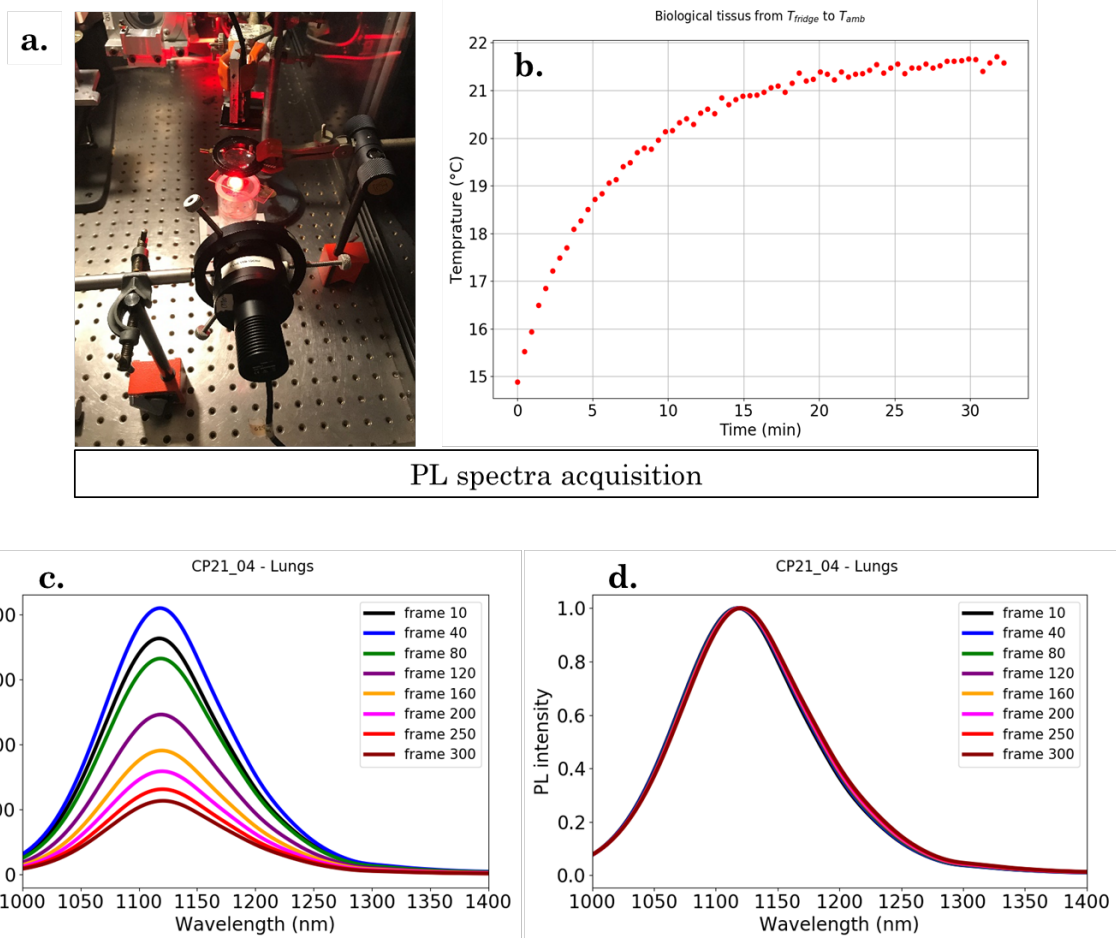 a.
Biological tissus from T_fridge to T_amb
b.
22
21
20
19
18
17
16
15
Temprature (°C)
0 5 10 15 20 25 30
Time (min)
PL spectra acquisition
CP21_04 - Lungs
c.
00
00
00
00
0
frame 10
frame 40
frame 80
frame 120
frame 160
frame 200
frame 250
frame 300
1000 1050 1100 1150 1200 1250 1300 1350 1400
Wavelength (nm)
CP21_04 - Lungs
d.
1.0
0.8
0.6
0.4
0.2
0.0
PL intensity
frame 10
frame 40
frame 80
frame 120
frame 160
frame 200
frame 250
frame 300
1000 1050 1100 1150 1200 1250 1300 1350 1400
Wavelength (nm)